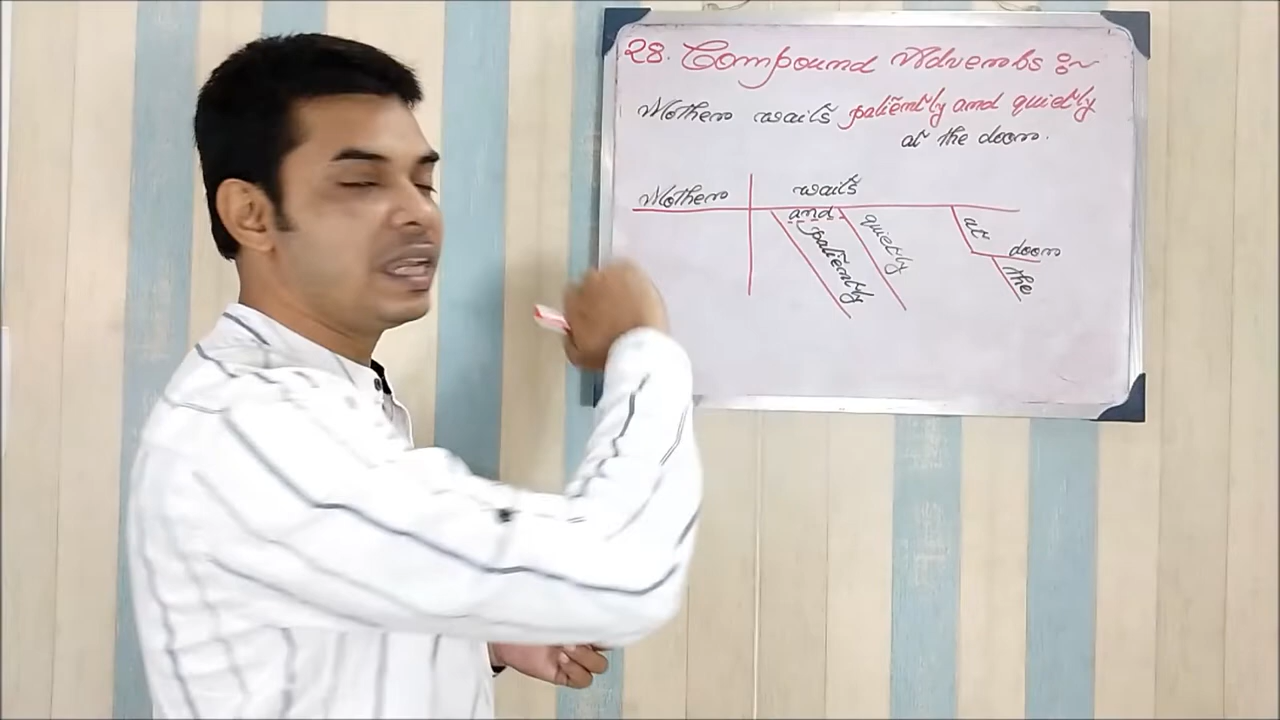 28. Compound Adverbs :~
Mother waits patiently and quietly
at the door.
Mother waits
and
patiently
quietly
at
door
the